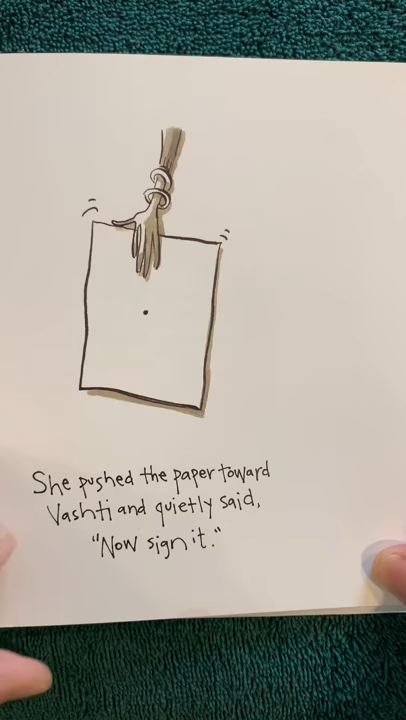 She pushed the paper toward
Vashti and quietly said,
"Now sign it."